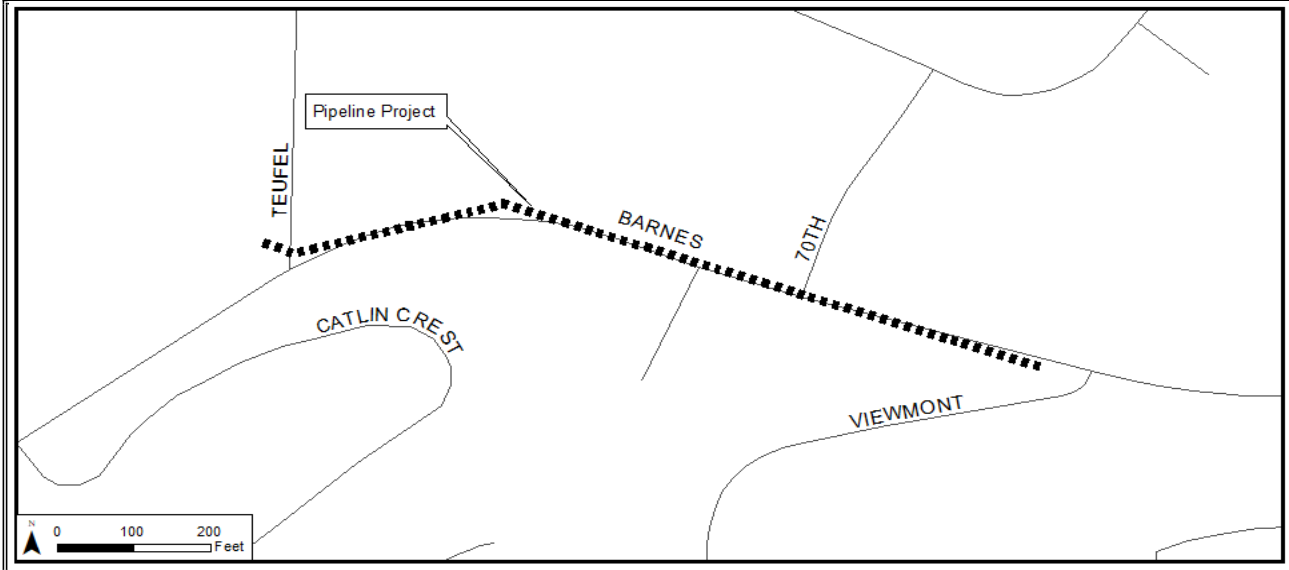 Pipeline Project
TEUFEL
BARNES
70TH
CATLIN CREST
VIEWMONT
N
0 100 200
Feet